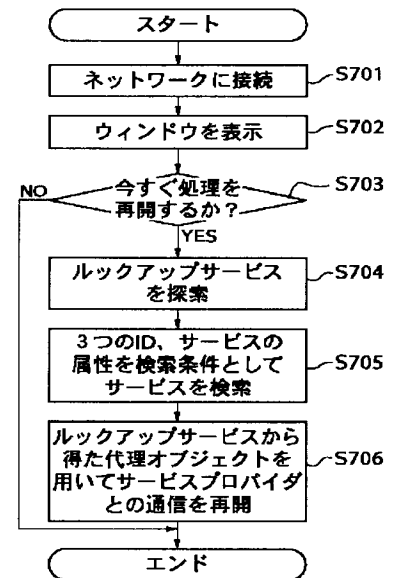 スタート
ネットワークに接続
S701
ウィンドウを表示
S702
今すぐ処理を
再開するか？
S703
NO
YES
ルックアップサービス
を探索
S704
3つのID、サービスの
属性を検索条件として
サービスを検索
S705
ルックアップサービスから
得た代理オブジェクトを
用いてサービスプロバイダ
との通信を再開
S706
エンド